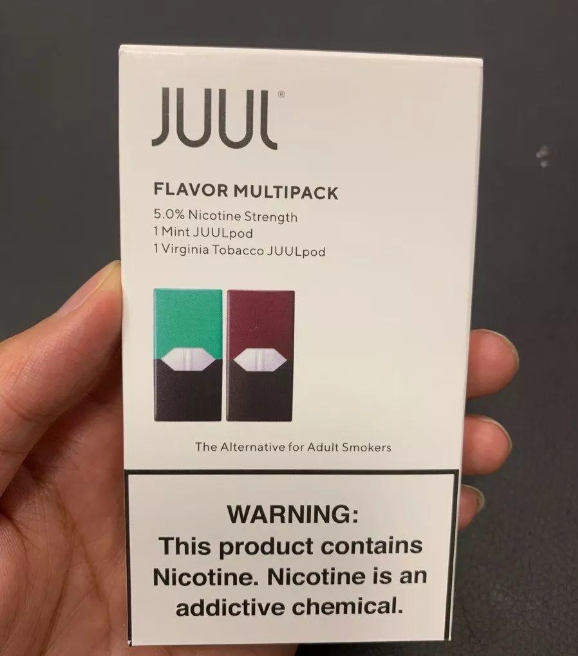 JUUL®
FLAVOR MULTIPACK
5.0% Nicotine Strength
1 Mint JUULpod
1 Virginia Tobacco JUULpod
The Alternative for Adult Smokers
WARNING:
This product contains
Nicotine. Nicotine is an
addictive chemical.